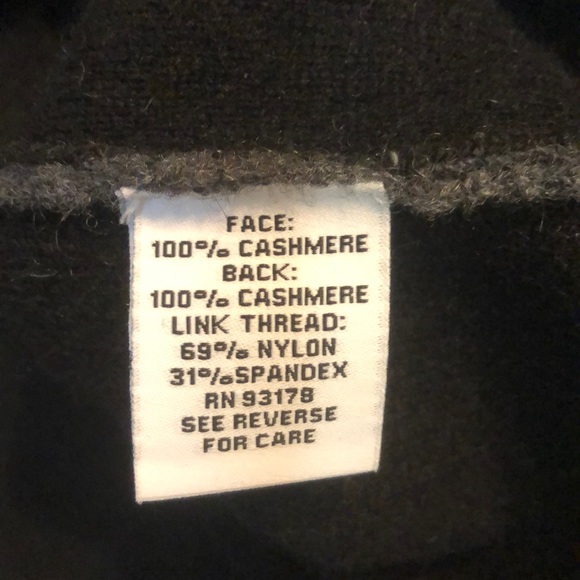 FACE:
100% CASHMERE
BACK:
100% CASHMERE
LINK THREAD:
69% NYLON
31%SPANDEX
RN 93178
SEE REVERSE
FOR CARE